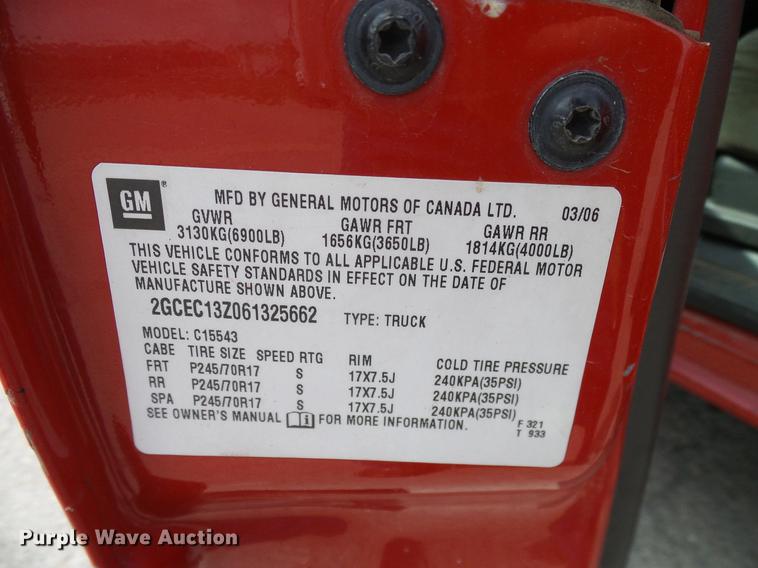 GM ® MFD BY GENERAL MOTORS OF CANADA LTD. 03/06
GVWR GAWR FRT GAWR RR
3130KG(6900LB) 1656KG(3650LB) 1814KG(4000LB)
THIS VEHICLE CONFORMS TO ALL APPLICABLE U.S. FEDERAL MOTOR
VEHICLE SAFETY STANDARDS IN EFFECT ON THE DATE OF
MANUFACTURE SHOWN ABOVE.
2GCEC13Z061325662 TYPE: TRUCK
MODEL: C15543
CABE TIRE SIZE SPEED RTG RIM COLD TIRE PRESSURE
FRT P245/70R17 S 17X7.5J 240KPA(35PSI)
RR P245/70R17 S 17X7.5J 240KPA(35PSI)
SPA P245/70R17 S 17X7.5J 240KPA(35PSI)
SEE OWNER'S MANUAL i FOR MORE INFORMATION. F 321
T 933
Purple Wave Auction